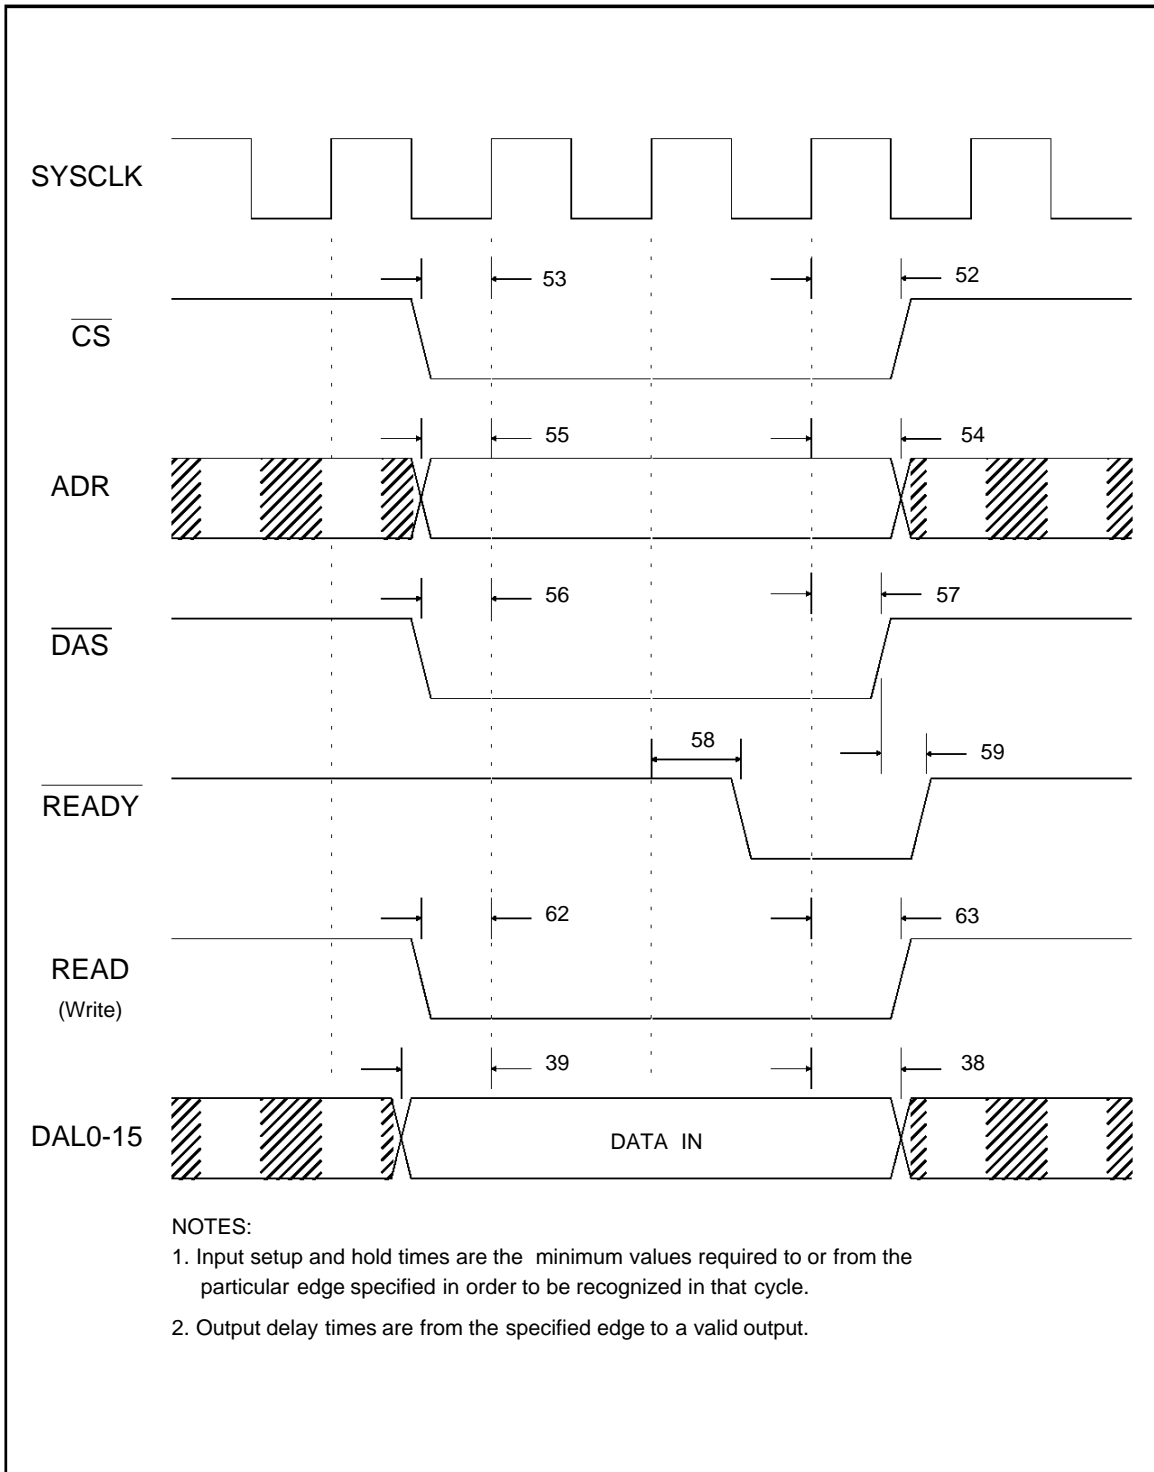 SYSCLK
53
52
CS
55
54
ADR
56
57
DAS
58
59
READY
62
63
READ
(Write)
39
38
DAL0-15
DATA IN
NOTES:
1. Input setup and hold times are the minimum values required to or from the
particular edge specified in order to be recognized in that cycle.
2. Output delay times are from the specified edge to a valid output.